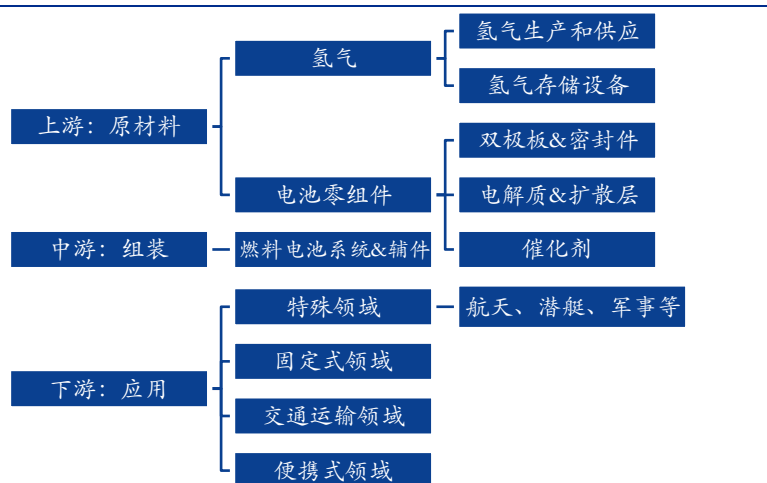 氢气生产和供应
氢气
氢气存储设备
上游：原材料
双极板&密封件
电池零组件
电解质&扩散层
中游：组装
燃料电池系统&辅件
催化剂
特殊领域
航天、潜艇、军事等
固定式领域
下游：应用
交通运输领域
便携式领域